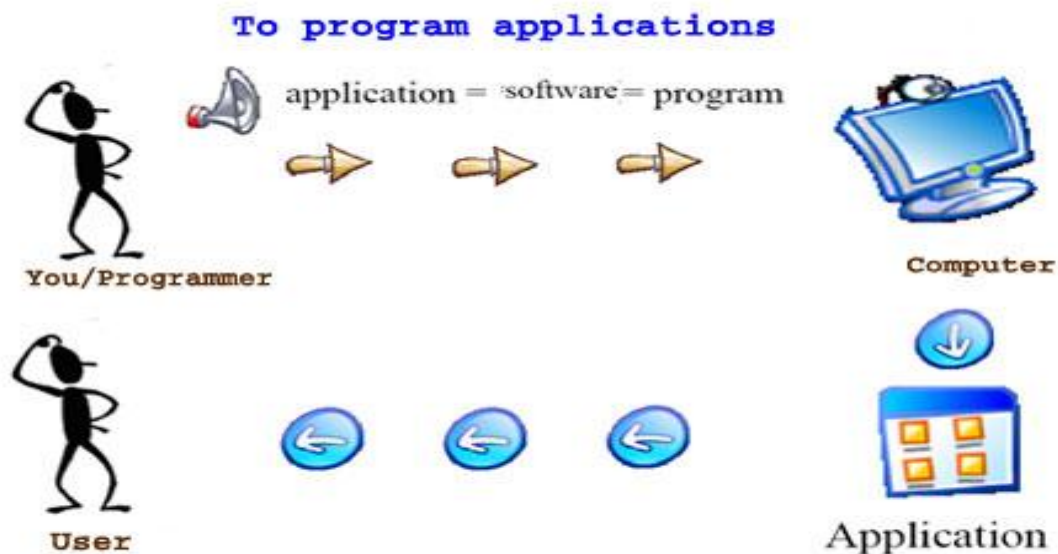 To program applications
application = software = program
You/Programmer
Computer
User
Application